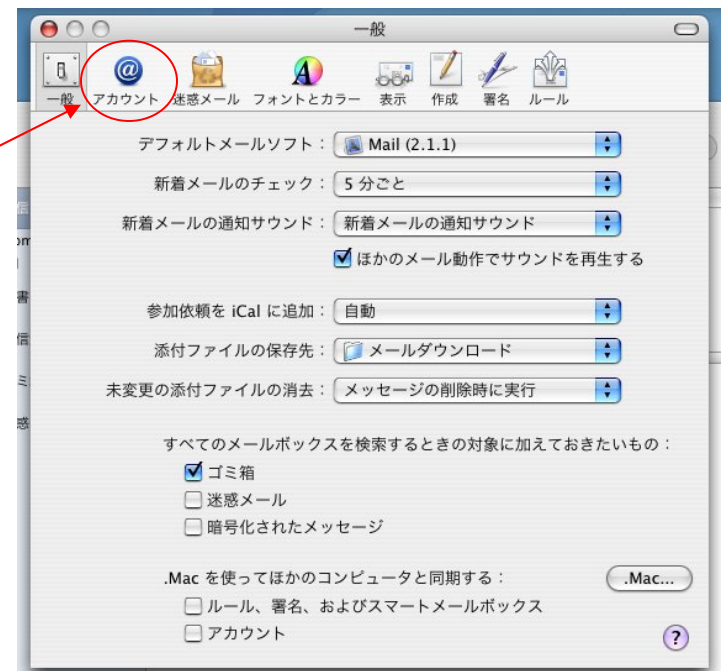 一般
一般 アカウント 迷惑メール フォントとカラー 表示 作成 署名 ルール
デフォルトメールソフト： Mail (2.1.1)
新着メールのチェック： 5 分ごと
新着メールの通知サウンド： 新着メールの通知サウンド
ほかのメール動作でサウンドを再生する
参加依頼を iCal に追加： 自動
添付ファイルの保存先： メールダウンロード
未変更の添付ファイルの消去： メッセージの削除時に実行
すべてのメールボックスを検索するときの対象に加えておきたいもの：
ゴミ箱
迷惑メール
暗号化されたメッセージ
.Mac を使ってほかのコンピュータと同期する： .Mac...
ルール、署名、およびスマートメールボックス
アカウント
?